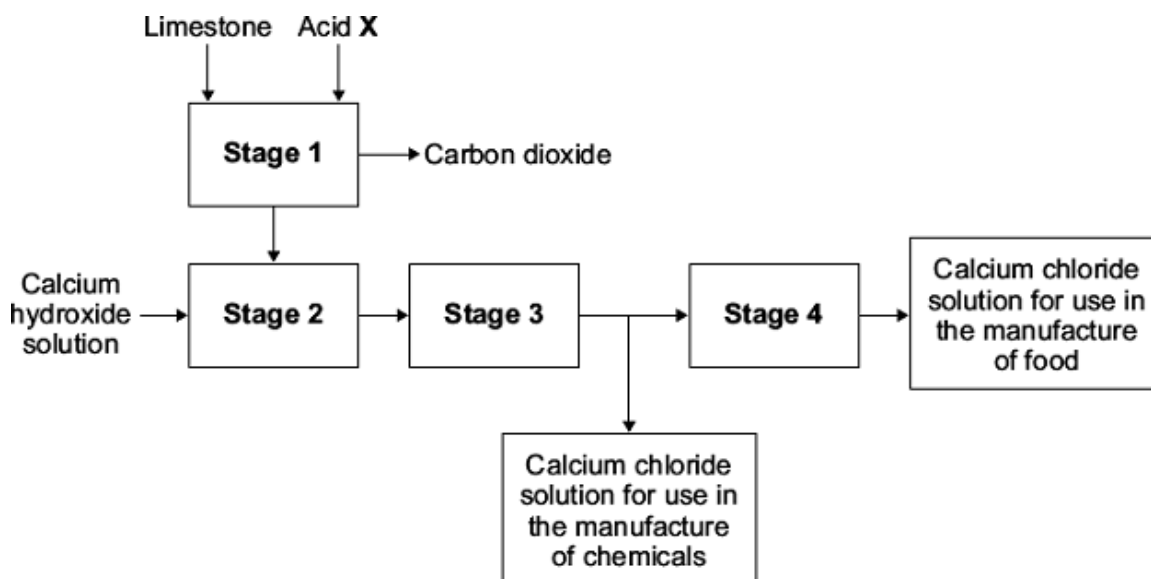 Limestone
Acid X
Stage 1
Carbon dioxide
Calcium
hydroxide
solution
Stage 2
Stage 3
Stage 4
Calcium chloride
solution for use in
the manufacture
of food
Calcium chloride
solution for use in
the manufacture
of chemicals